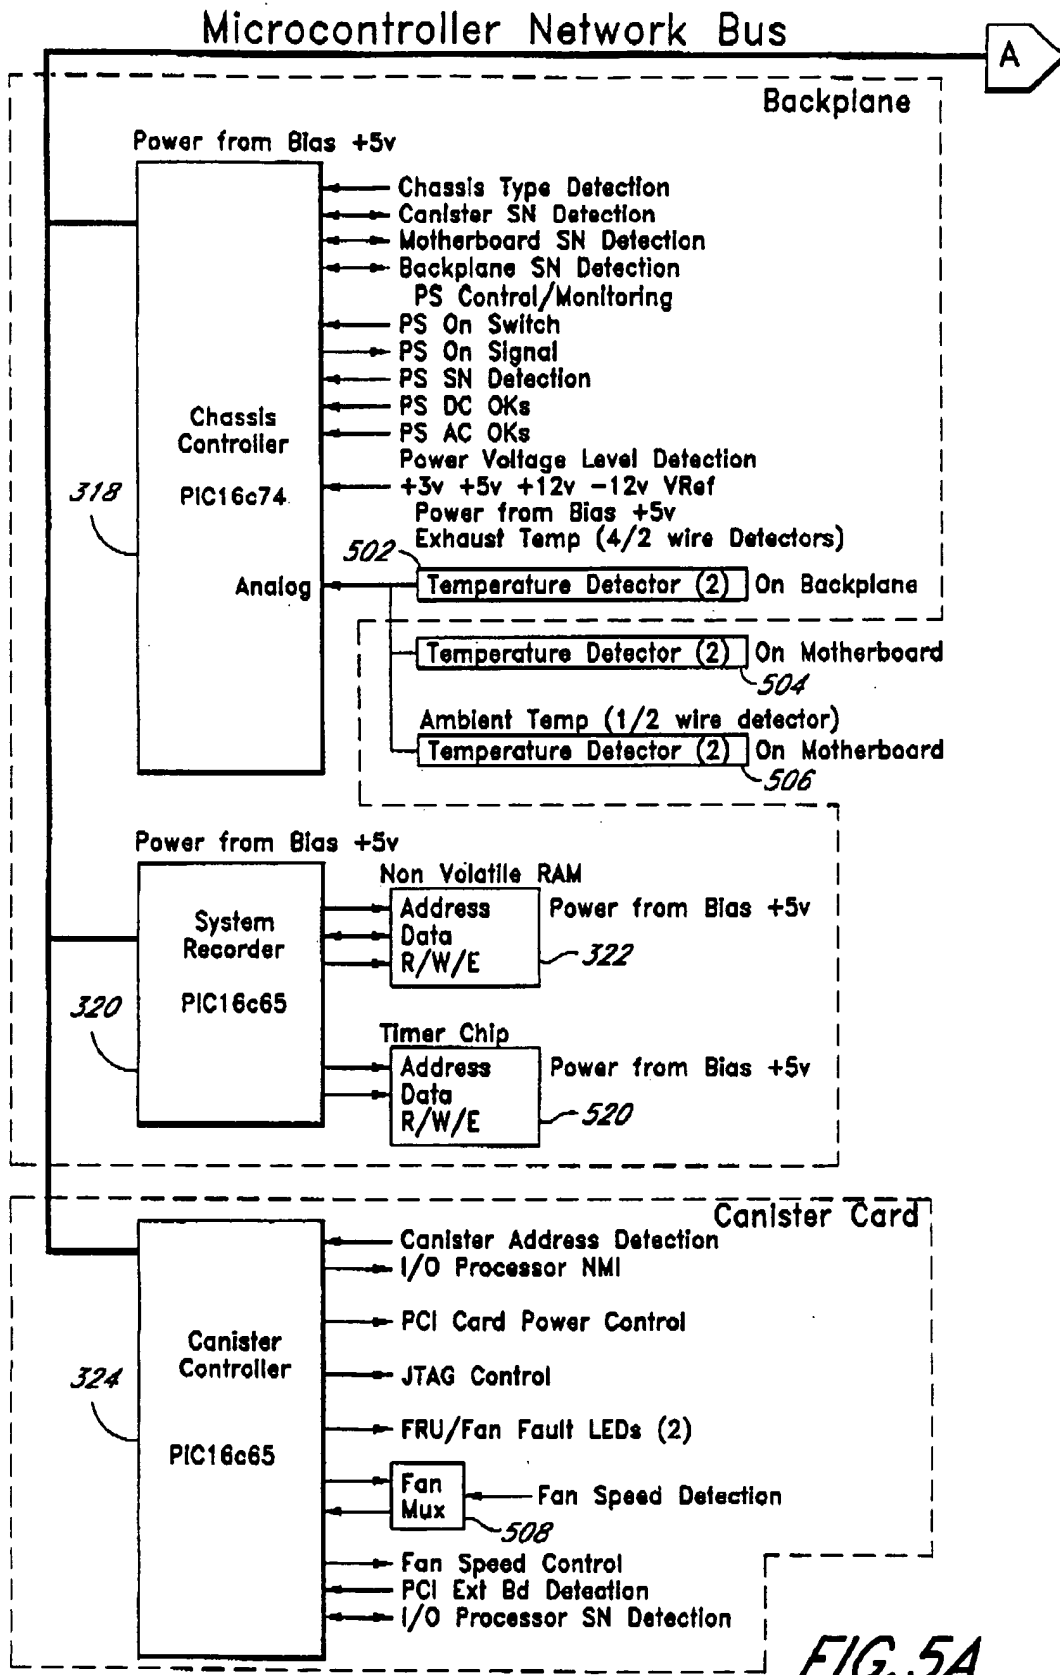 Microcontroller Network Bus
A
Backplane
Power from Bias +5v
Chassis Type Detection
Canister SN Detection
Motherboard SN Detection
Backplane SN Detection
PS Control/Monitoring
PS On Switch
PS On Signal
PS SN Detection
PS DC OKs
PS AC OKs
Power Voltage Level Detection
+3v +5v +12v -12v VRef
Power from Bias +5v
Exhaust Temp (4/2 wire Detectors)
Chassis
Controller
PIC16c74
318
502
Analog
Temperature Detector (2) On Backplane
Temperature Detector (2) On Motherboard
504
Ambient Temp (1/2 wire detector)
Temperature Detector (2) On Motherboard
506
Power from Bias +5v
System
Recorder
PIC16c65
320
Non Volatile RAM
Address
Data
R/W/E
Power from Bias +5v
322
Timer Chip
Address
Data
R/W/E
Power from Bias +5v
520
Canister Card
Canister
Controller
PIC16c65
324
Canister Address Detection
I/O Processor NMI
PCI Card Power Control
JTAG Control
FRU/Fan Fault LEDs (2)
Fan
Mux
Fan Speed Detection
508
Fan Speed Control
PCI Ext Bd Detection
I/O Processor SN Detection
FIG. 5A